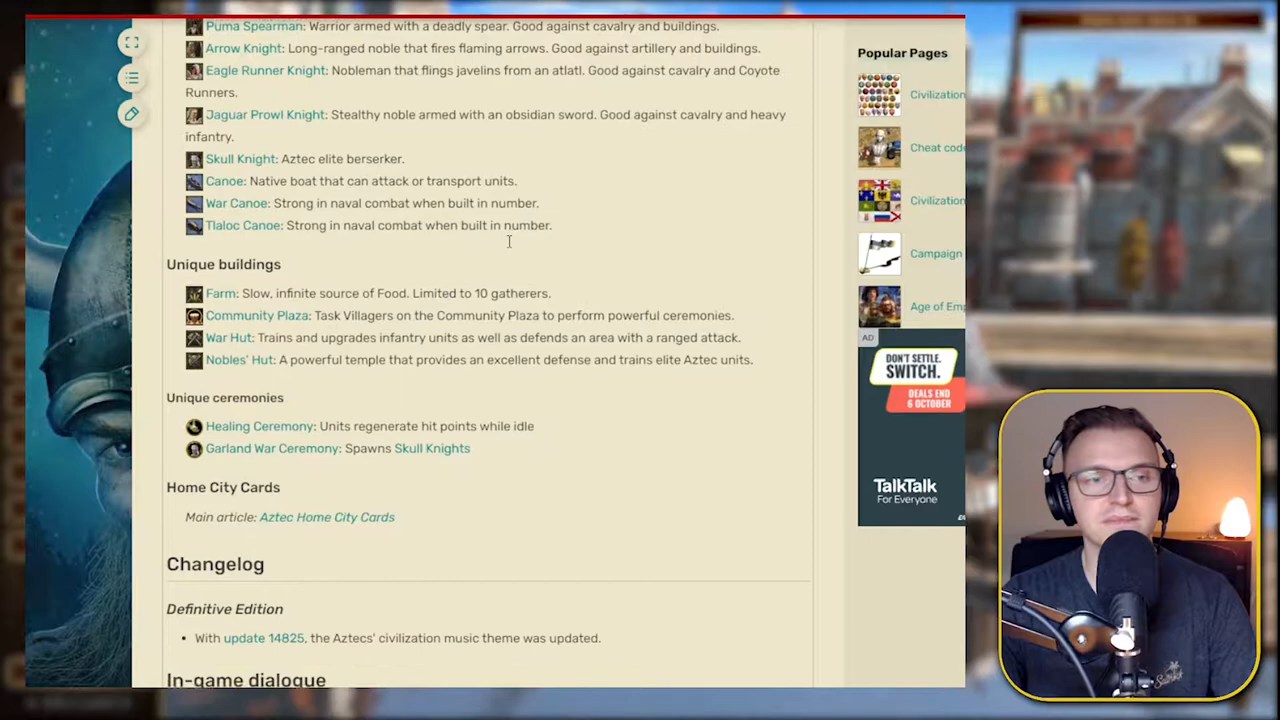 Puma Spearman: Warrior armed with a deadly spear. Good against cavalry and buildings.
Arrow Knight: Long-ranged noble that fires flaming arrows. Good against artillery and buildings.
Eagle Runner Knight: Nobleman that flings javelins from an atlatl. Good against cavalry and Coyote
Runners.
Jaguar Prowl Knight: Stealthy noble armed with an obsidian sword. Good against cavalry and heavy
infantry.
Skull Knight: Aztec elite berserker.
Canoe: Native boat that can attack or transport units.
War Canoe: Strong in naval combat when built in number.
Tlaloc Canoe: Strong in naval combat when built in number.
Unique buildings
Farm: Slow, infinite source of Food. Limited to 10 gatherers.
Community Plaza: Task Villagers on the Community Plaza to perform powerful ceremonies.
War Hut: Trains and upgrades infantry units as well as defends an area with a ranged attack.
Nobles' Hut: A powerful temple that provides an excellent defense and trains elite Aztec units.
Unique ceremonies
Healing Ceremony: Units regenerate hit points while idle
Garland War Ceremony: Spawns Skull Knights
Home City Cards
Main article: Aztec Home City Cards
Changelog
Definitive Edition
• With update 14825, the Aztecs' civilization music theme was updated.
In-game dialogue
Popular Pages
Civilization
Cheat code
Civilization
Campaign
Age of Emp
AD
DON'T SETTLE.
SWITCH.
DEALS END
6 OCTOBER
TalkTalk
For Everyone